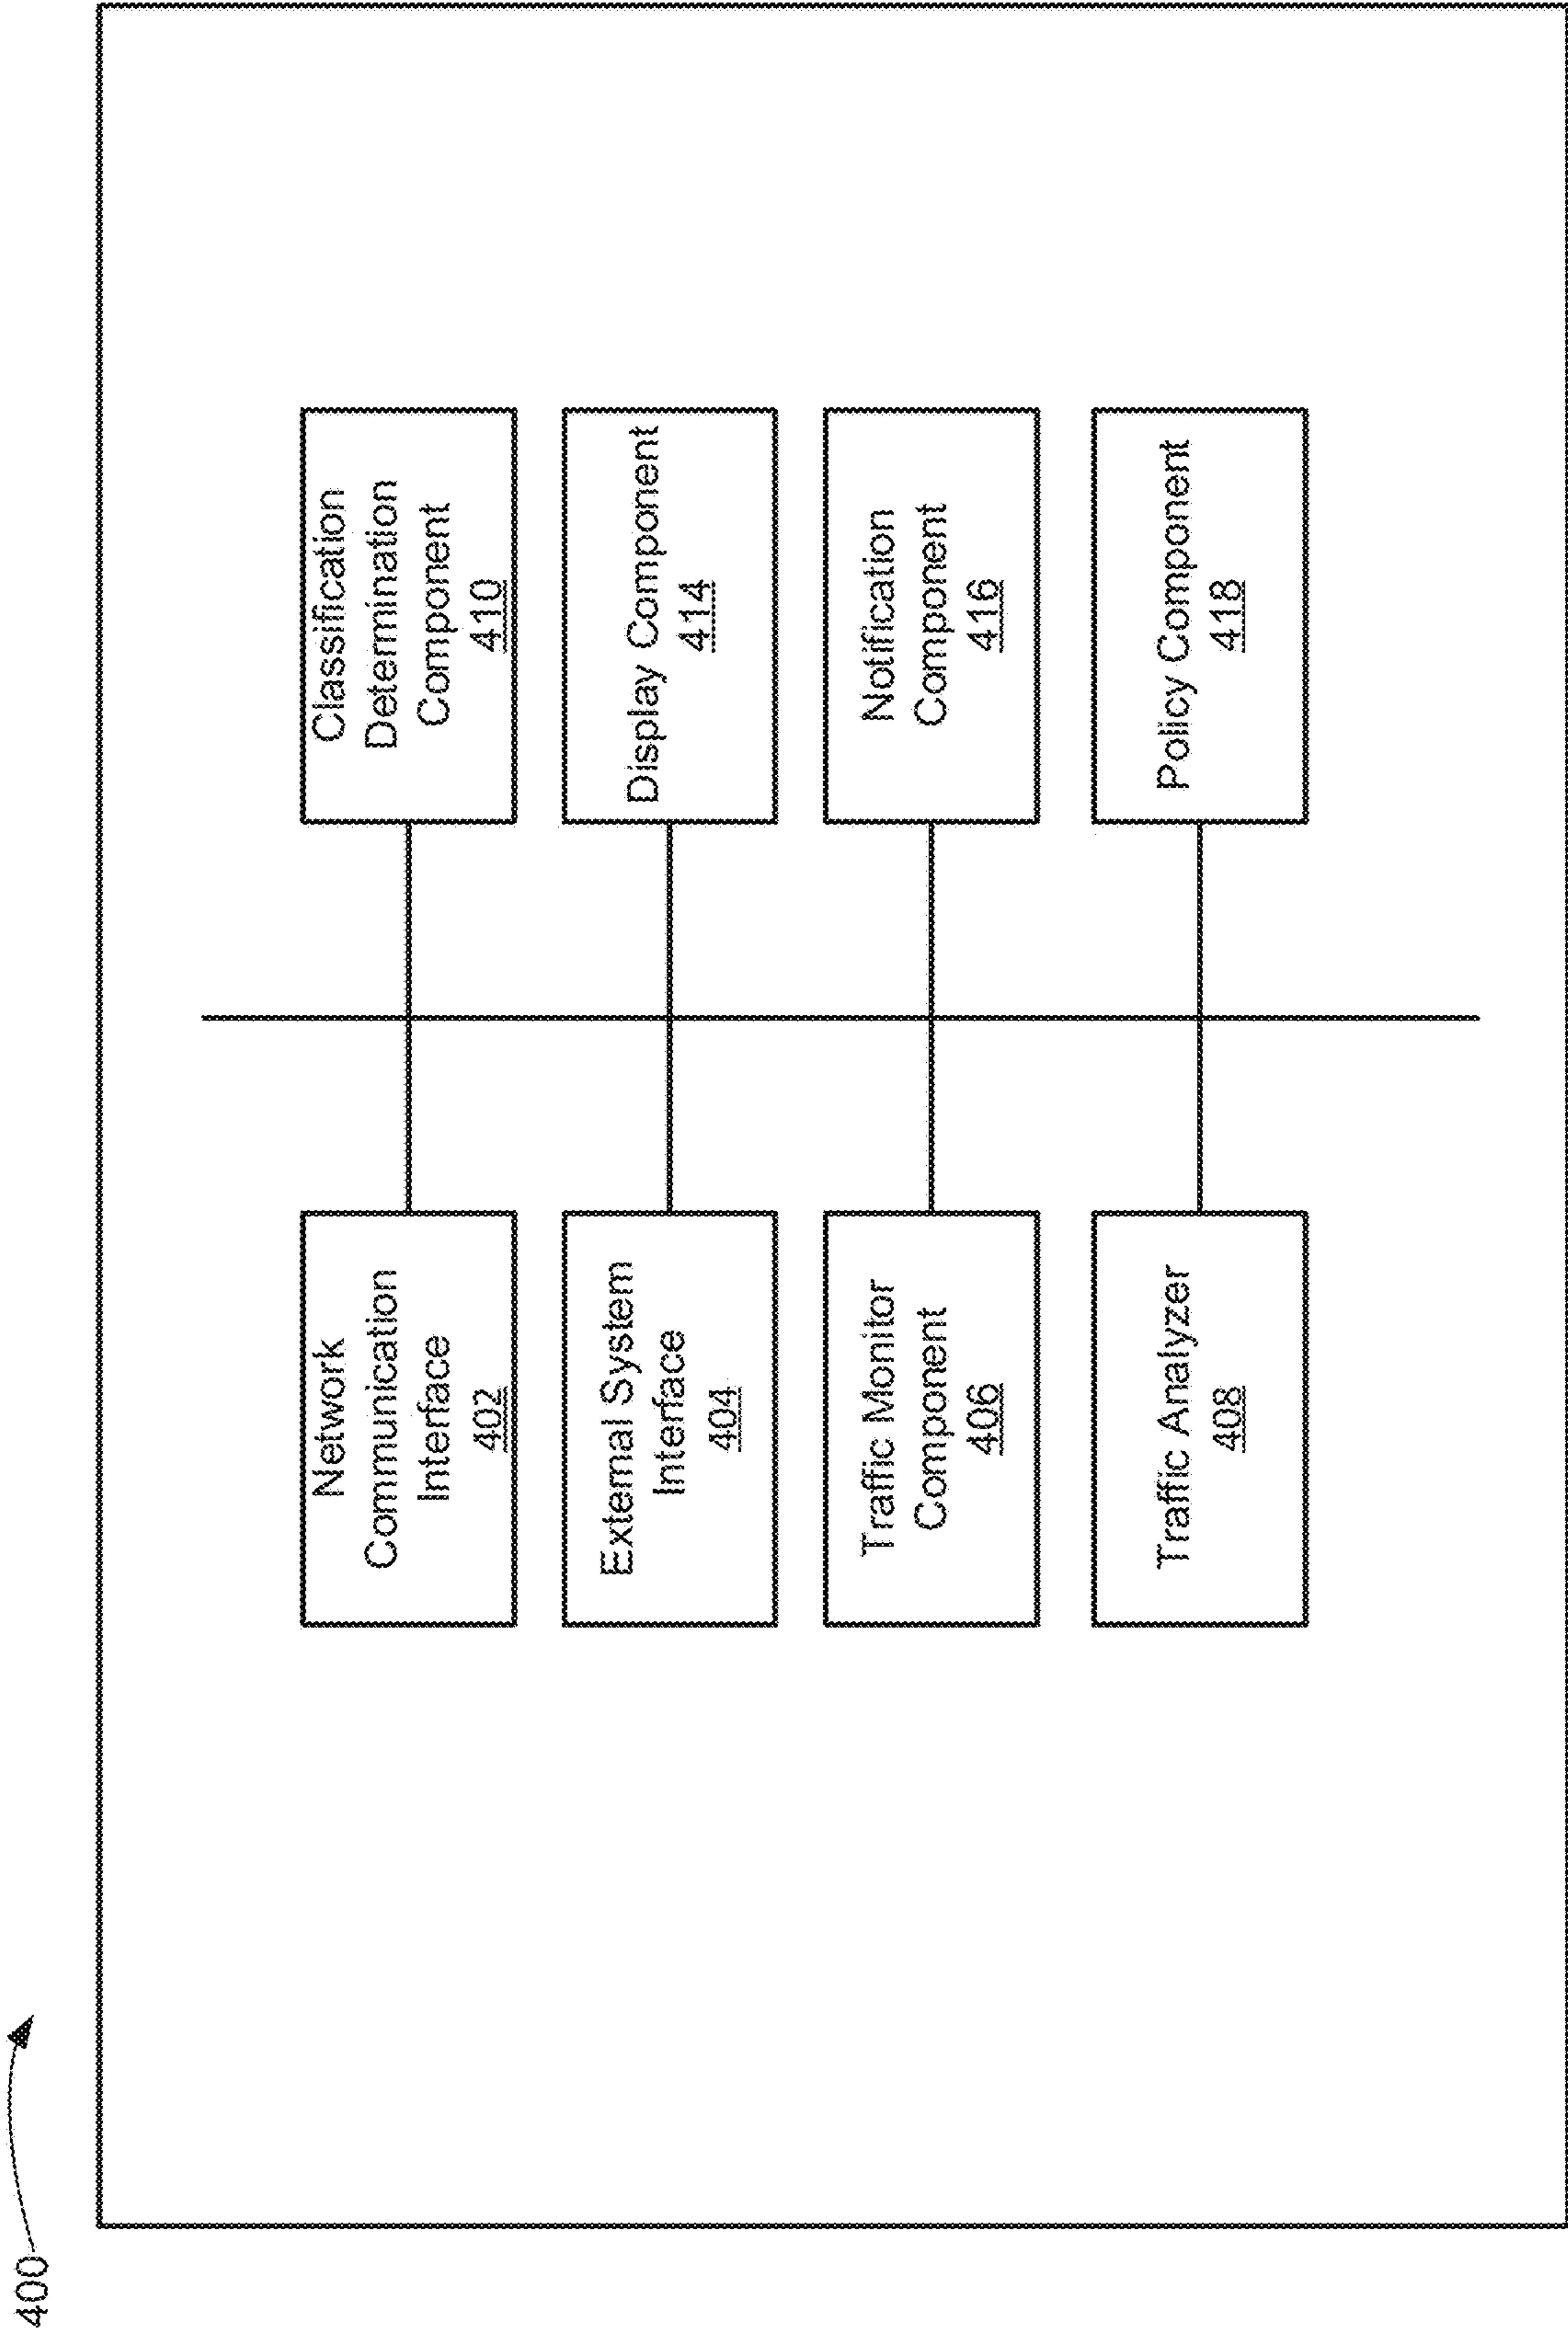 400
Network
Communication
Interface
402
External System
Interface
404
Traffic Monitor
Component
406
Traffic Analyzer
408
Classification
Determination
Component
410
Display Component
414
Notification
Component
416
Policy Component
418